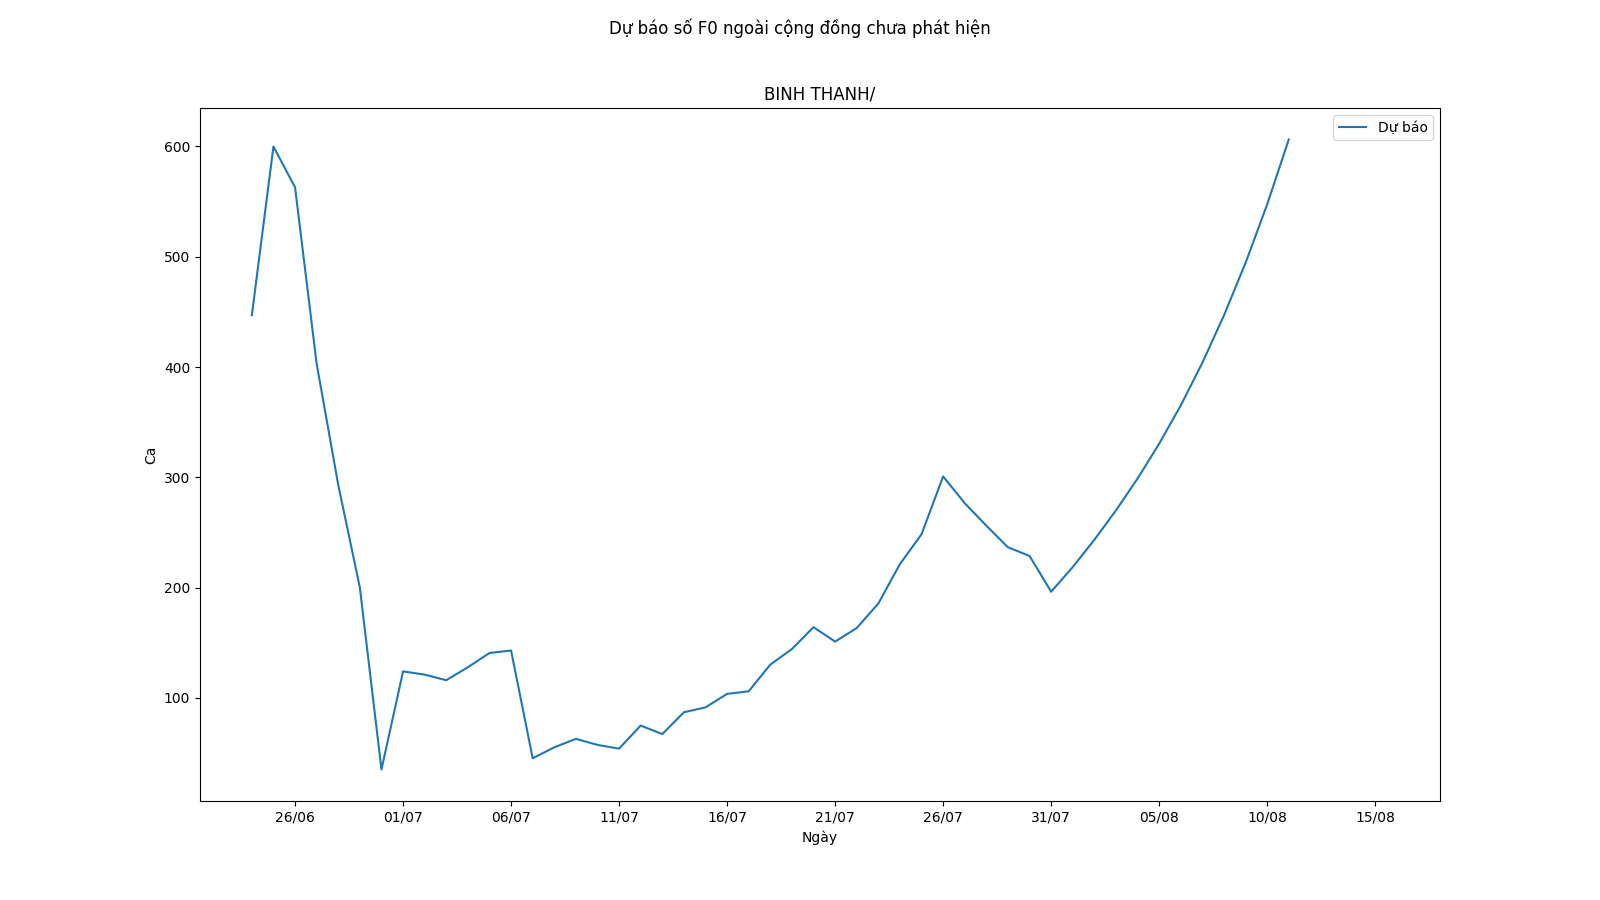 Dự báo số F0 ngoài cộng đồng chưa phát hiện
BINH THANH/
Dự báo
600
500
400
300
200
100
Ca
26/06 01/07 06/07 11/07 16/07 21/07 26/07 31/07 05/08 10/08 15/08
Ngày